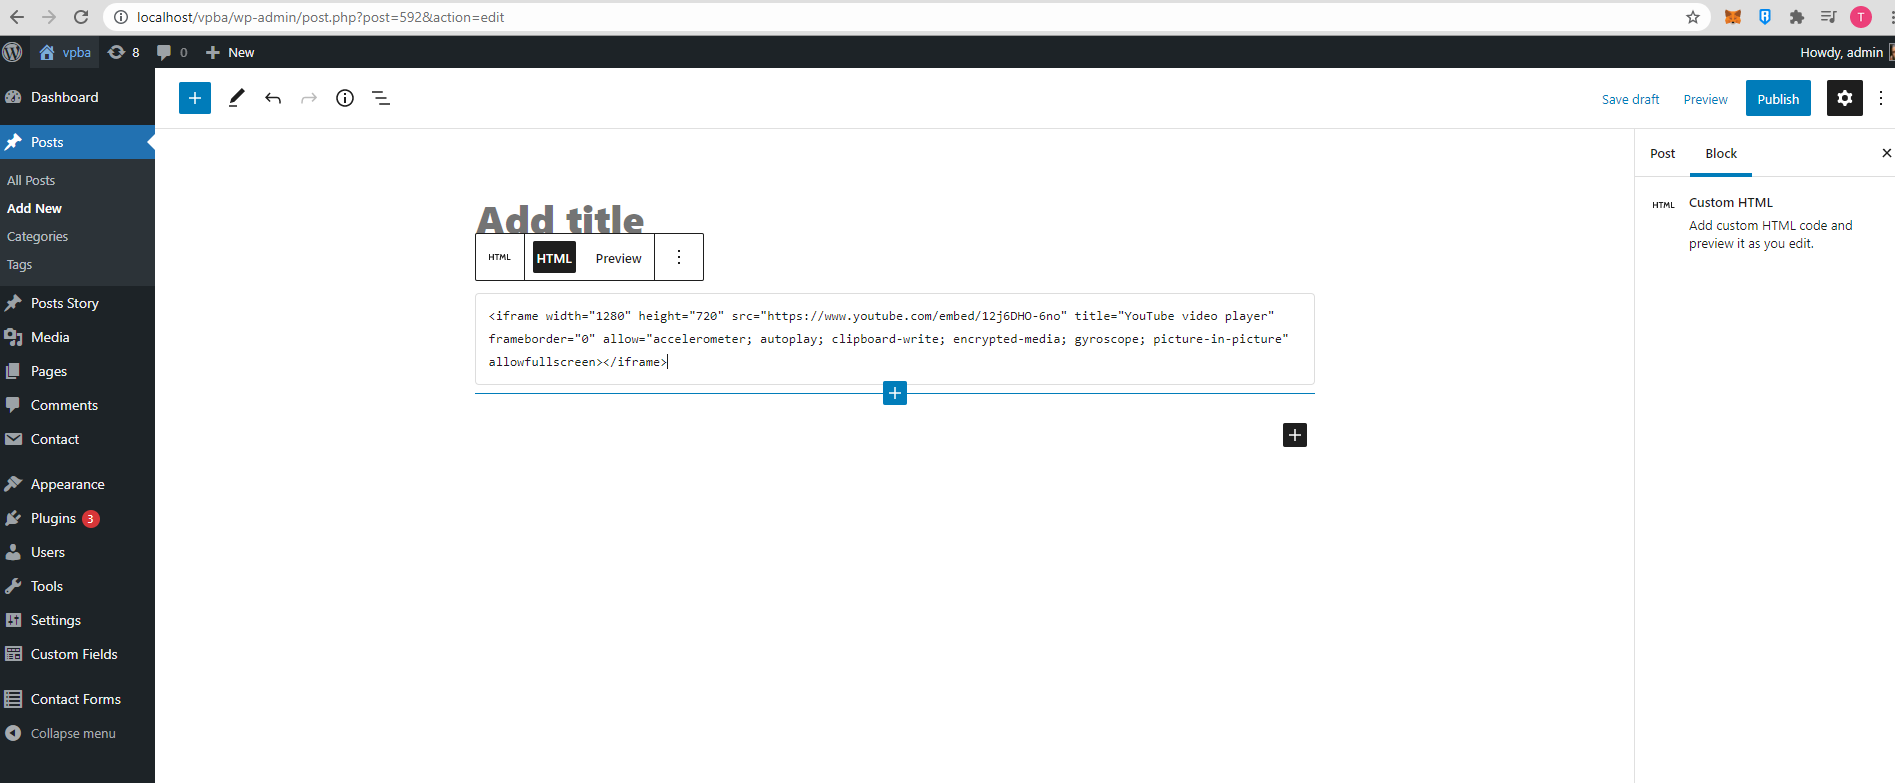 localhost/vpba/wp-admin/post.php?post=592&action=edit
T
vpba
8
0
New
Howdy, admin
Dashboard
Posts
All Posts
Add New
Categories
Tags
Posts Story
Media
Pages
Comments
Contact
Appearance
Plugins 3
Users
Tools
Settings
Custom Fields
Contact Forms
Collapse menu
Save draft
Preview
Publish
Add title
HTML
HTML
Preview
<iframe width="1280" height="720" src="https://www.youtube.com/embed/12j6DHO-6no" title="YouTube video player"
frameborder="0" allow="accelerometer; autoplay; clipboard-write; encrypted-media; gyroscope; picture-in-picture"
allowfullscreen></iframe>
Post
Block
HTML
Custom HTML
Add custom HTML code and
preview it as you edit.